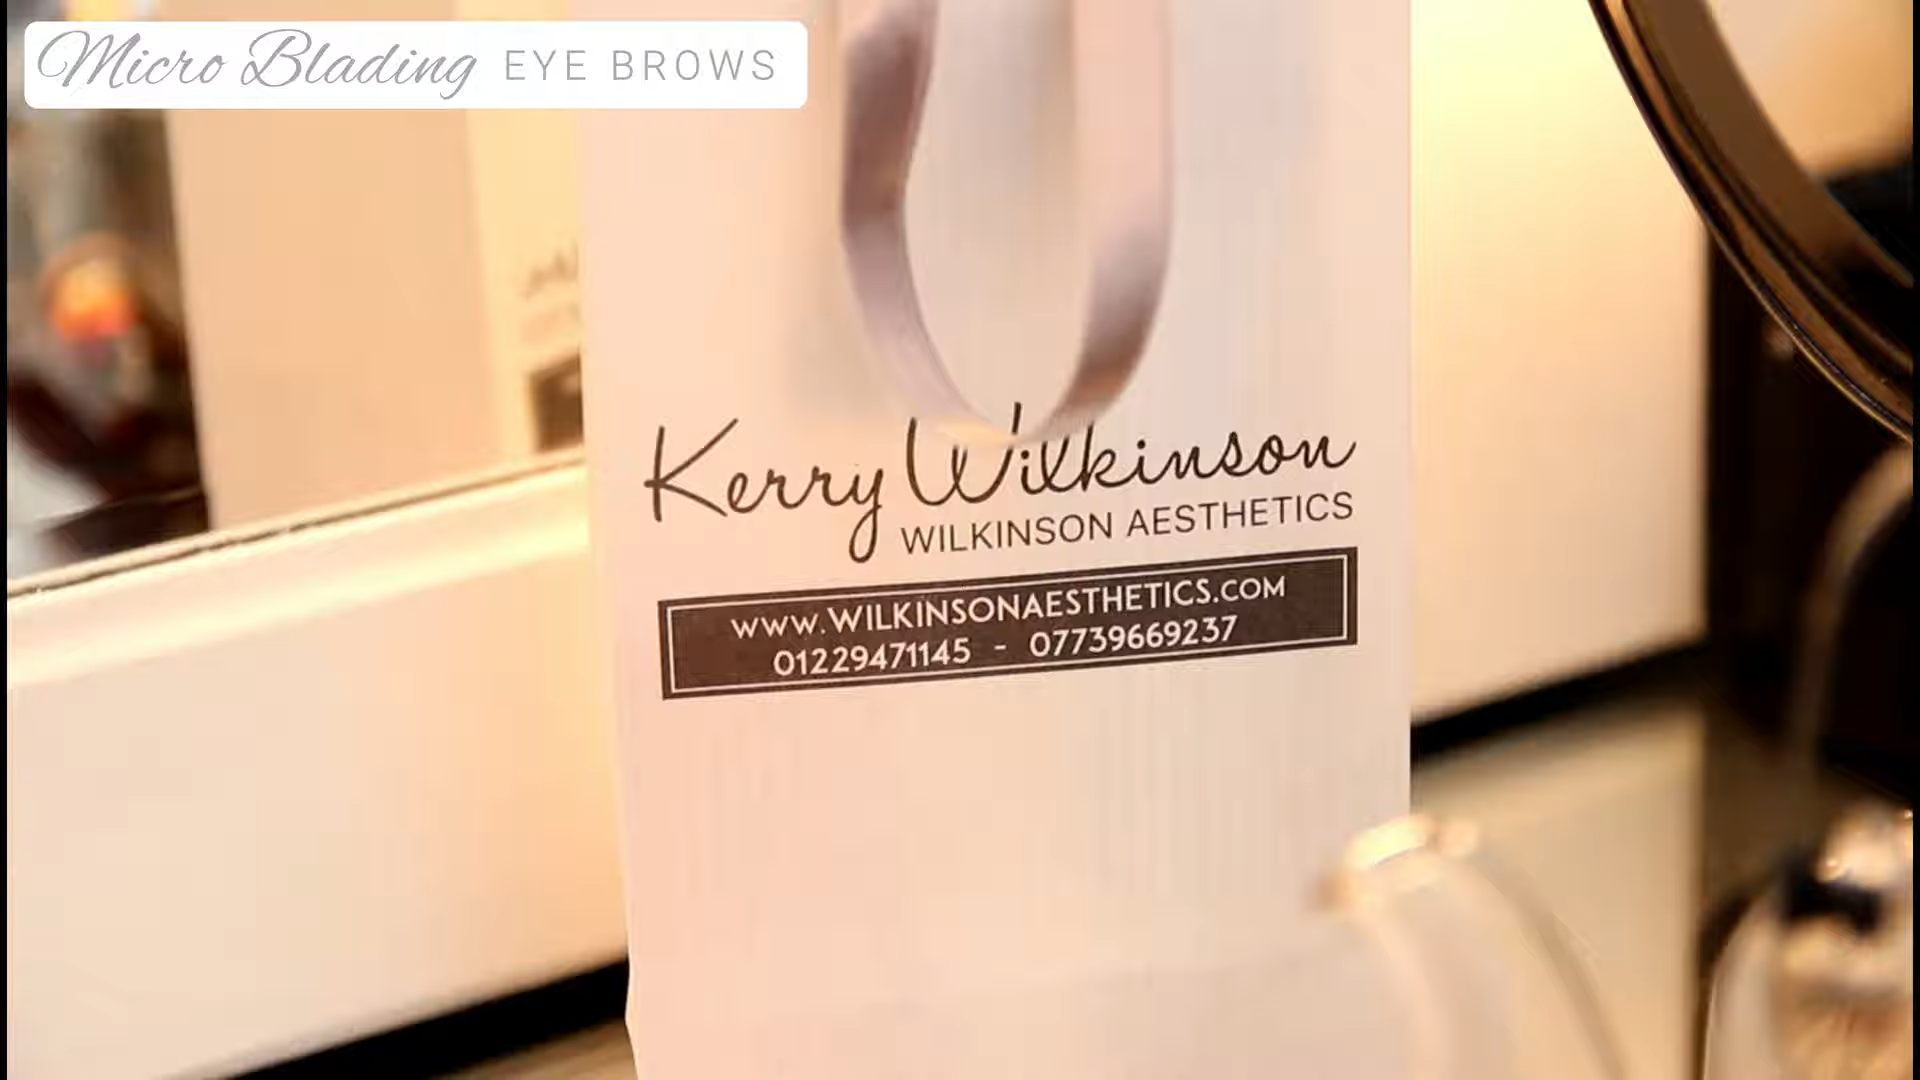 Micro Blading EYE BROWS
Kerry Wilkinson
WILKINSON AESTHETICS
WWW.WILKINSONAESTHETICS.COM
01229471145 - 07739669237